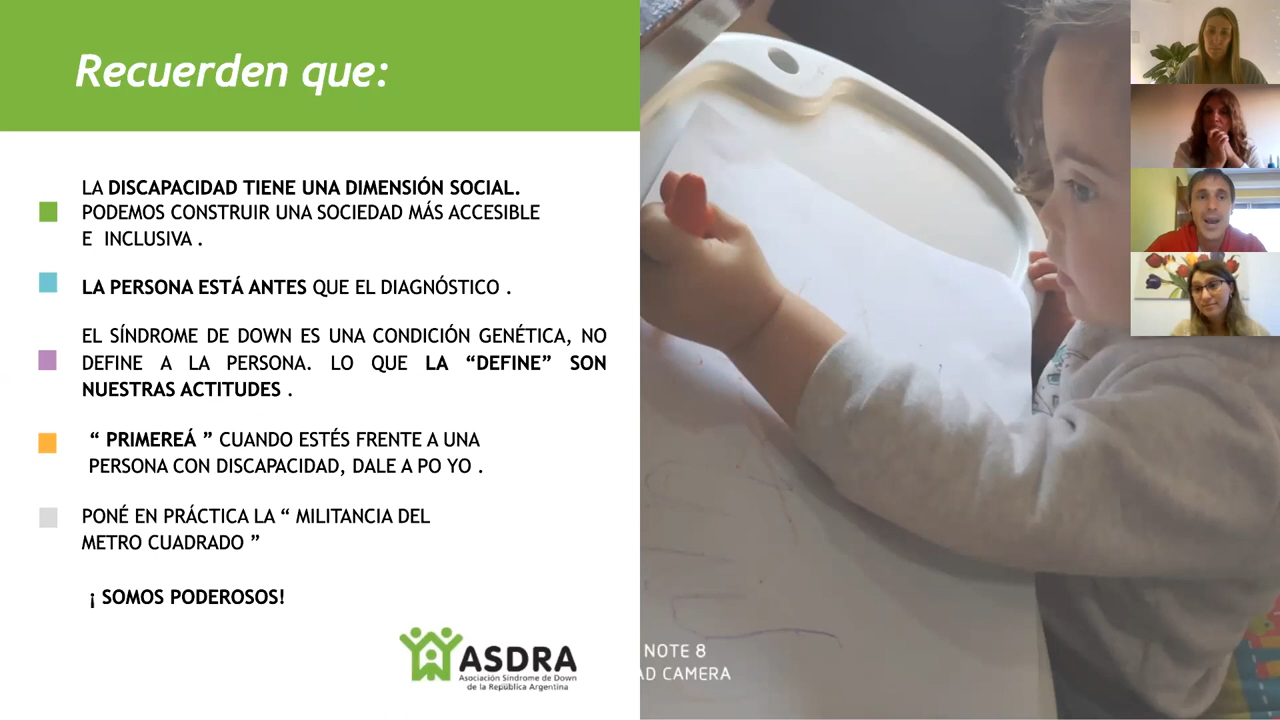 Recuerden que:
LA DISCAPACIDAD TIENE UNA DIMENSIÓN SOCIAL.
PODEMOS CONSTRUIR UNA SOCIEDAD MÁS ACCESIBLE
E INCLUSIVA .
LA PERSONA ESTÁ ANTES QUE EL DIAGNÓSTICO .
EL SÍNDROME DE DOWN ES UNA CONDICIÓN GENÉTICA, NO
DEFINE A LA PERSONA. LO QUE LA “DEFINE” SON
NUESTRAS ACTITUDES .
“ PRIMEREÁ ” CUANDO ESTÉS FRENTE A UNA
PERSONA CON DISCAPACIDAD, DALE A PO YO .
PONÉ EN PRÁCTICA LA “ MILITANCIA DEL
METRO CUADRADO ”
¡ SOMOS PODEROSOS!
ASDRA
Asociación Síndrome de Down
de la República Argentina
NOTE 8
AD CAMERA